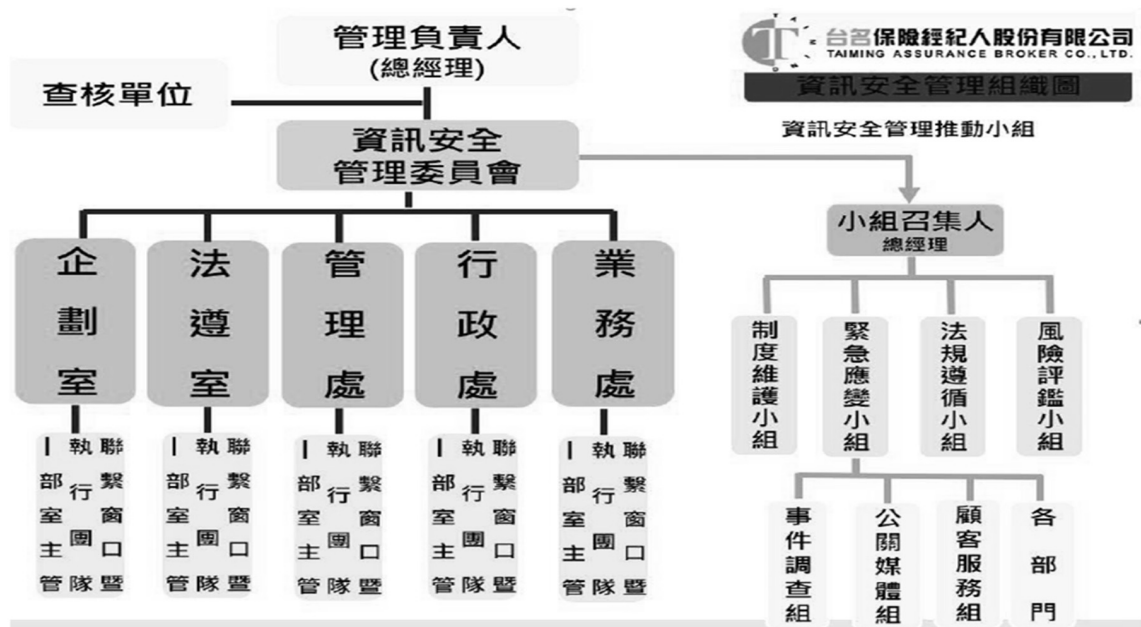 管理負責人
(總經理)
查核單位
資訊安全
管理委員會
企劃室
法遵室
管理處
行政處
業務處
聯繫窗口暨
執行團隊
|部室主管
聯繫窗口暨
執行團隊
|部室主管
聯繫窗口暨
執行團隊
|部室主管
聯繫窗口暨
執行團隊
|部室主管
聯繫窗口暨
執行團隊
|部室主管
T
台名保險經紀人股份有限公司
TAIMING ASSURANCE BROKER CO., LTD.
資訊安全管理組織圖
資訊安全管理推動小組
小組召集人
總經理
制度維護小組
緊急應變小組
法規遵循小組
風險評鑑小組
事件調查組
公關媒體組
顧客服務組
各部門